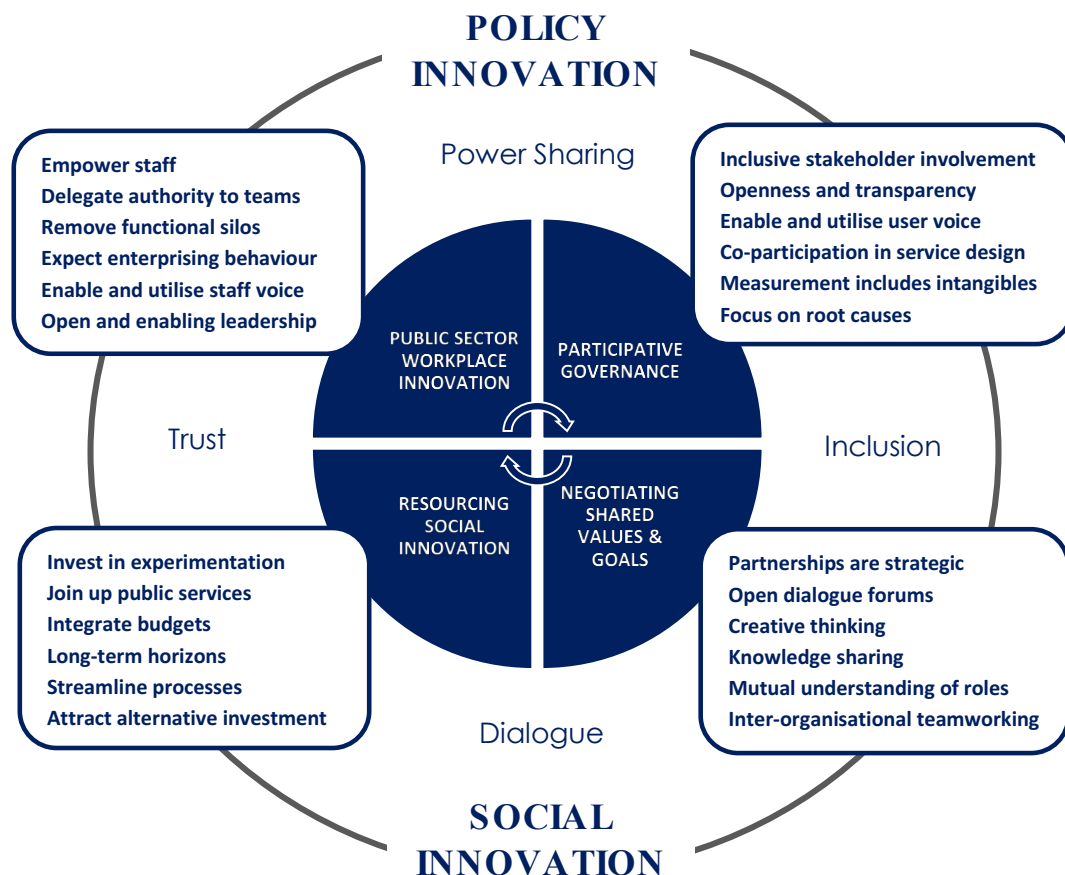 POLICY
INNOVATION
Power Sharing
Empower staff
Delegate authority to teams
Remove functional silos
Expect enterprising behaviour
Enable and utilise staff voice
Open and enabling leadership
Inclusive stakeholder involvement
Openness and transparency
Enable and utilise user voice
Co-participation in service design
Measurement includes intangibles
Focus on root causes
PUBLIC SECTOR
WORKPLACE
INNOVATION
PARTICIPATIVE
GOVERNANCE
Trust
Inclusion
RESOURCING
SOCIAL
INNOVATION
NEGOTIATING
SHARED
VALUES &
GOALS
Invest in experimentation
Join up public services
Integrate budgets
Long-term horizons
Streamline processes
Attract alternative investment
Partnerships are strategic
Open dialogue forums
Creative thinking
Knowledge sharing
Mutual understanding of roles
Inter-organisational teamworking
Dialogue
SOCIAL
INNOVATION